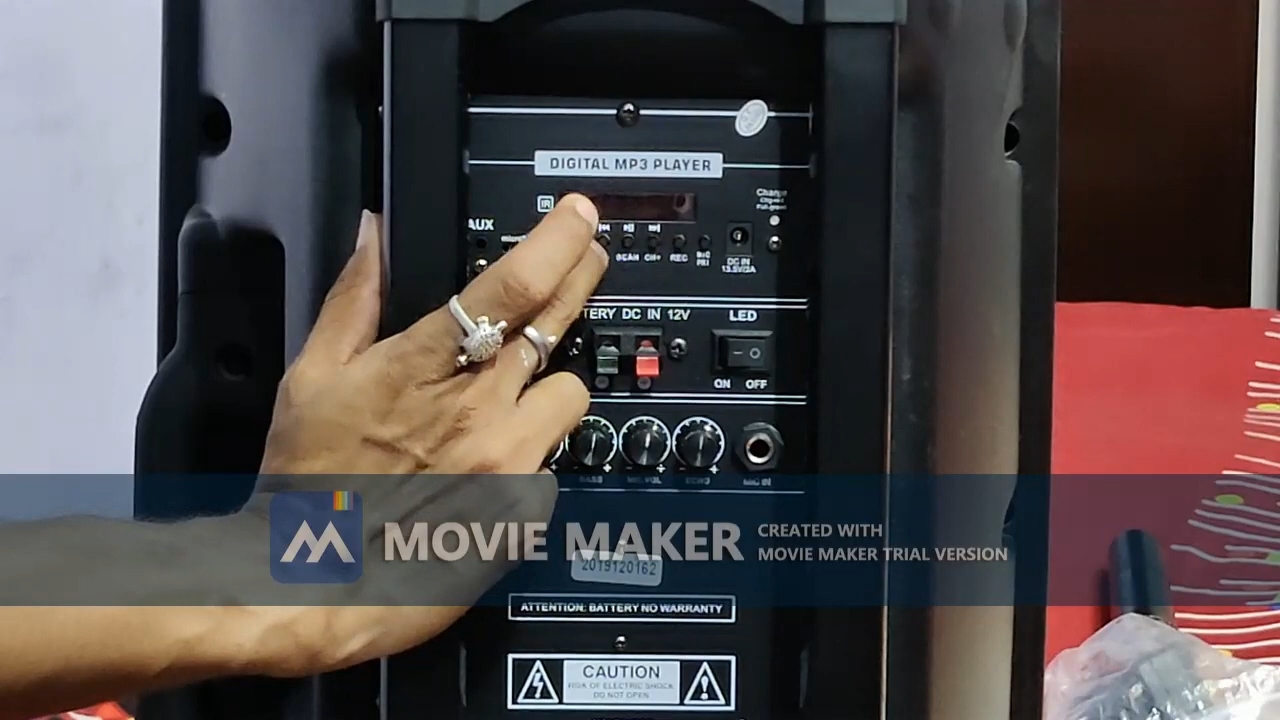 DIGITAL MP3 PLAYER
IR
Charge
AUX
SCAN CH+ REC
DC IN
13.5V/2A
TERY DC IN 12V
LED
ON OFF
BASS MIC VOL ECHO MIC IN
MOVIE MAKER
CREATED WITH
MOVIE MAKER TRIAL VERSION
2019120162
ATTENTION: BATTERY NO WARRANTY
CAUTION
RISK OF ELECTRIC SHOCK
DO NOT OPEN